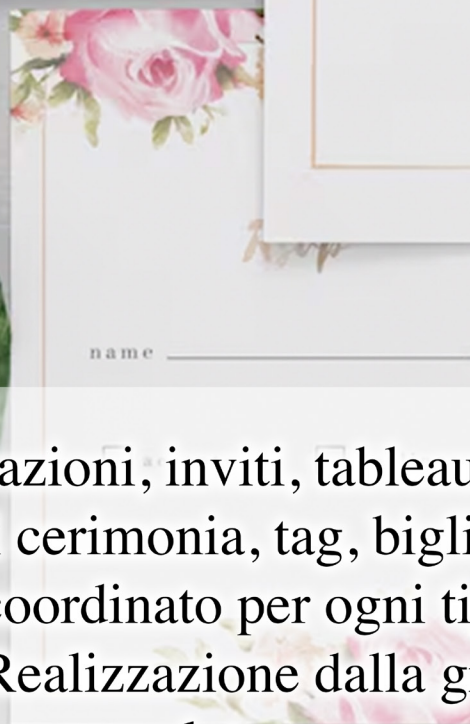 name
azioni, inviti, tableau
cerimonia, tag, bigli
coordinato per ogni ti
Realizzazione dalla g